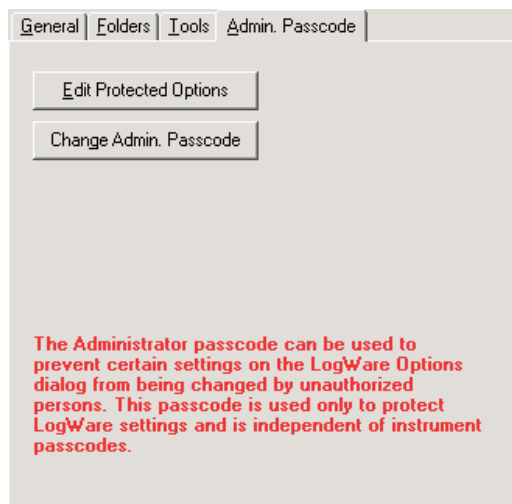 General Folders Tools Admin. Passcode
Edit Protected Options
Change Admin. Passcode
The Administrator passcode can be used to
prevent certain settings on the LogWare Options
dialog from being changed by unauthorized
persons. This passcode is used only to protect
LogWare settings and is independent of instrument
passcodes.